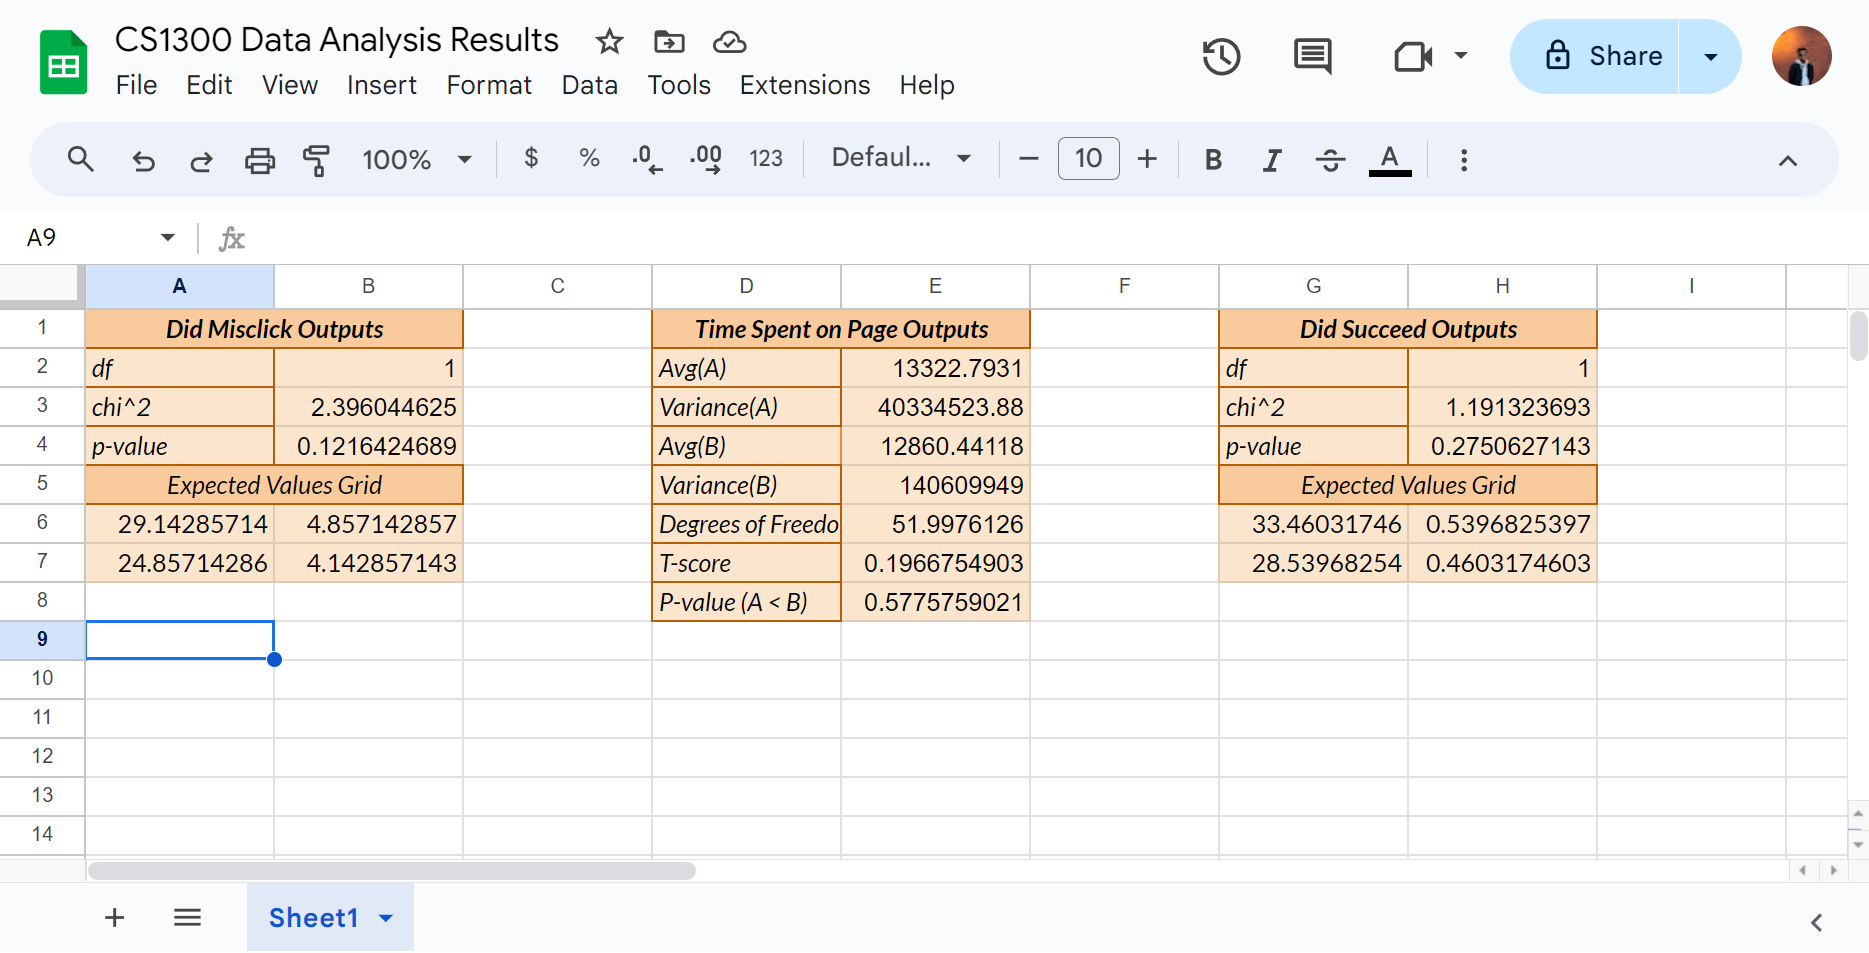 CS1300 Data Analysis Results
File Edit View Insert Format Data Tools Extensions Help
Share
100% $ % .0 .00 123 Defaul... 10 B I A
A9 fx
A B C D E F G H I
1 Did Misclick Outputs Time Spent on Page Outputs Did Succeed Outputs
2 df 1 Avg(A) 13322.7931 df 1
3 chi^2 2.396044625 Variance(A) 40334523.88 chi^2 1.191323693
4 p-value 0.1216424689 Avg(B) 12860.44118 p-value 0.2750627143
5 Expected Values Grid Variance(B) 140609949 Expected Values Grid
6 29.14285714 4.857142857 Degrees of Freedo 51.9976126 33.46031746 0.5396825397
7 24.85714286 4.142857143 T-score 0.1966754903 28.53968254 0.4603174603
8 P-value (A < B) 0.5775759021
9
10
11
12
13
14
Sheet1